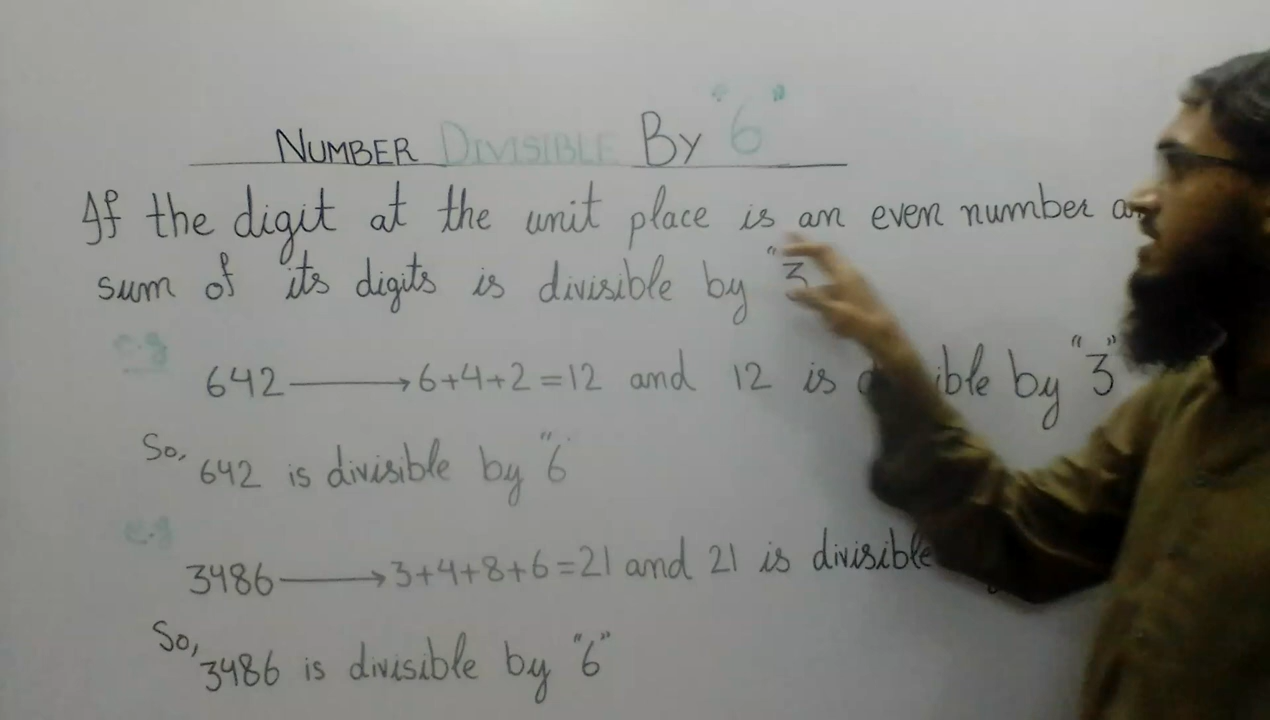 NUMBER DIVISIBLE BY "6"
If the digit at the unit place is an even number
sum of its digits is divisible by "3
e.g
642 → 6+4+2=12 and 12 is by "3"
So, 642 is divisible by "6
e.g
3486 → 3+4+8+6=21 and 21 is divisible
So, 3486 is divisible by "6"